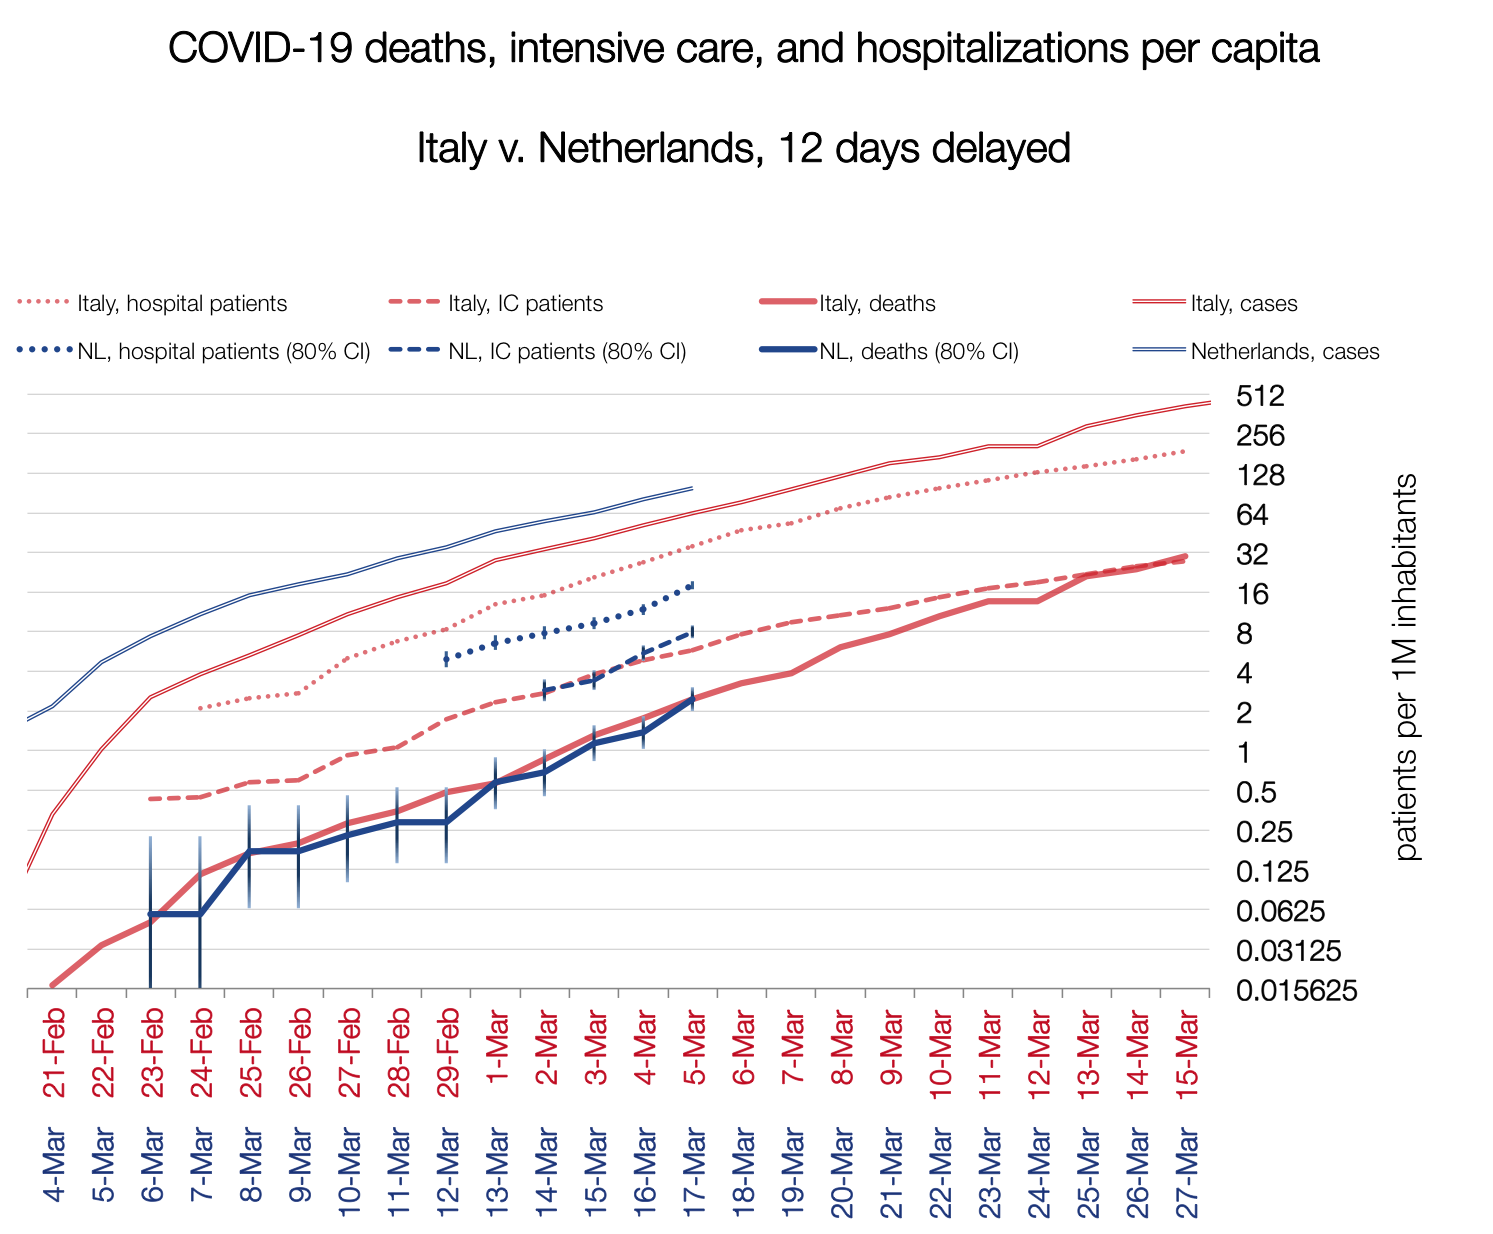 COVID-19 deaths, intensive care, and hospitalizations per capita
Italy v. Netherlands, 12 days delayed
Italy, hospital patients
Italy, IC patients
Italy, deaths
Italy, cases
NL, hospital patients (80% CI)
NL, IC patients (80% CI)
NL, deaths (80% CI)
Netherlands, cases
512
256
128
64
32
16
8
4
2
1
0.5
0.25
0.125
0.0625
0.03125
0.015625
patients per 1M inhabitants
21-Feb
22-Feb
23-Feb
24-Feb
25-Feb
26-Feb
27-Feb
28-Feb
29-Feb
1-Mar
2-Mar
3-Mar
4-Mar
5-Mar
6-Mar
7-Mar
8-Mar
9-Mar
10-Mar
11-Mar
12-Mar
13-Mar
14-Mar
15-Mar
4-Mar
5-Mar
6-Mar
7-Mar
8-Mar
9-Mar
10-Mar
11-Mar
12-Mar
13-Mar
14-Mar
15-Mar
16-Mar
17-Mar
18-Mar
19-Mar
20-Mar
21-Mar
22-Mar
23-Mar
24-Mar
25-Mar
26-Mar
27-Mar